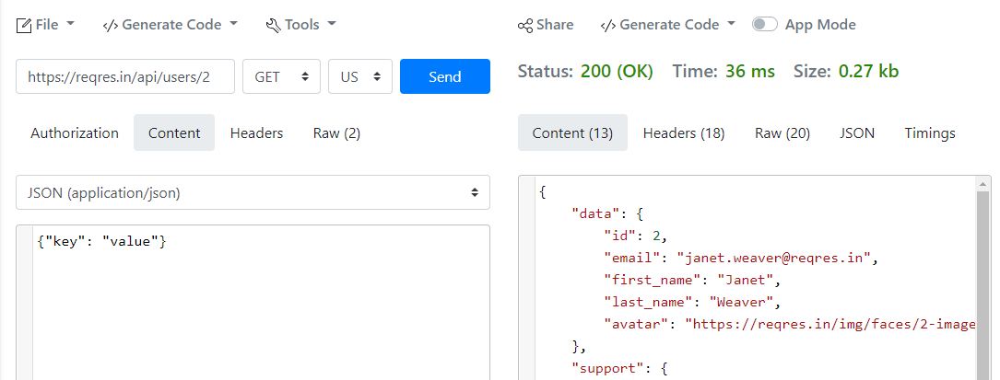 File </> Generate Code Tools
https://reqres.in/api/users/2 GET US Send
Authorization Content Headers Raw (2)
JSON (application/json)
{"key": "value"}
Share </> Generate Code App Mode
Status: 200 (OK) Time: 36 ms Size: 0.27 kb
Content (13) Headers (18) Raw (20) JSON Timings
{
"data": {
"id": 2,
"email": "janet.weaver@reqres.in",
"first_name": "Janet",
"last_name": "Weaver",
"avatar": "https://reqres.in/img/faces/2-image
},
"support": {